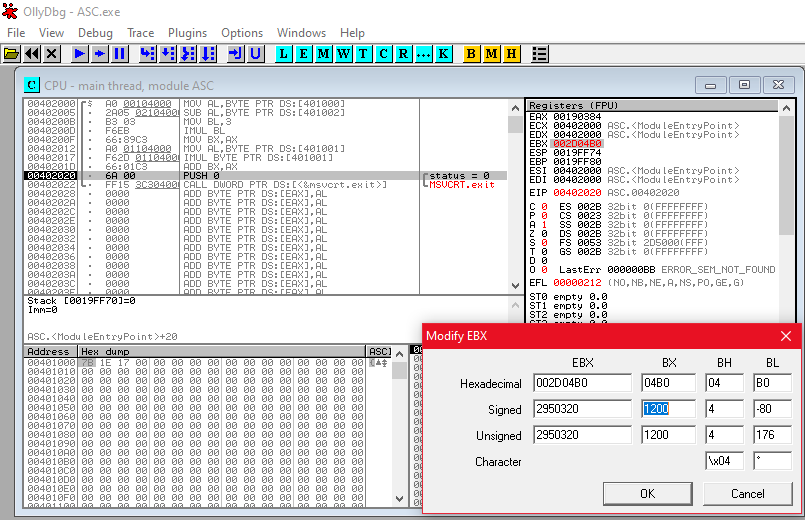 OllyDbg - ASC.exe
File View Debug Trace Plugins Options Windows Help
L E M W T C R ... K B M H
C CPU - main thread, module ASC
00402000 $ A0 00104000 MOV AL,BYTE PTR DS:[401000]
00402005 · 2A05 02104000 SUB AL,BYTE PTR DS:[401002]
0040200B · B3 03 MOV BL,3
0040200D · F6EB IMUL BL
0040200F · 66:89C3 MOV BX,AX
00402012 · A0 01104000 MOV AL,BYTE PTR DS:[401001]
00402017 · F62D 01104000 IMUL BYTE PTR DS:[401001]
0040201D · 66:01C3 ADD BX,AX
00402020 · 6A 00 PUSH 0 status = 0
00402022 · FF15 3C304000 CALL DWORD PTR DS:[<&msvcrt.exit>] MSVCRT.exit
00402028 · 0000 ADD BYTE PTR DS:[EAX],AL
0040202A · 0000 ADD BYTE PTR DS:[EAX],AL
0040202C · 0000 ADD BYTE PTR DS:[EAX],AL
0040202E · 0000 ADD BYTE PTR DS:[EAX],AL
00402030 · 0000 ADD BYTE PTR DS:[EAX],AL
00402032 · 0000 ADD BYTE PTR DS:[EAX],AL
00402034 · 0000 ADD BYTE PTR DS:[EAX],AL
00402036 · 0000 ADD BYTE PTR DS:[EAX],AL
00402038 · 0000 ADD BYTE PTR DS:[EAX],AL
0040203A · 0000 ADD BYTE PTR DS:[EAX],AL
0040203C · 0000 ADD BYTE PTR DS:[EAX],AL
0040203E · 0000 ADD BYTE PTR DS:[EAX],AL
Stack [0019FF70]=0
Imm=0
ASC.<ModuleEntryPoint>+20
Registers (FPU)
EAX 00190384
ECX 00402000 ASC.<ModuleEntryPoint>
EDX 00402000 ASC.<ModuleEntryPoint>
EBX 002D04B0
ESP 0019FF74
EBP 0019FF80
ESI 00402000 ASC.<ModuleEntryPoint>
EDI 00402000 ASC.<ModuleEntryPoint>
EIP 00402020 ASC.00402020
C 0 ES 002B 32bit 0(FFFFFFFF)
P 0 CS 0023 32bit 0(FFFFFFFF)
A 1 SS 002B 32bit 0(FFFFFFFF)
Z 0 DS 002B 32bit 0(FFFFFFFF)
S 0 FS 0053 32bit 2D5000(FFF)
T 0 GS 002B 32bit 0(FFFFFFFF)
D 0
O 0 LastErr 000000BB ERROR_SEM_NOT_FOUND
EFL 00000212 (NO,NB,NE,A,NS,PO,GE,G)
ST0 empty 0.0
ST1 empty 0.0
ST2 empty 0.0
Address Hex dump ASCI
00401000 7B 1E 17 00 00 00 00 00 00 00 00 00 00 00 00 00 {▲‡
00401010 00 00 00 00 00 00 00 00 00 00 00 00 00 00 00 00
00401020 00 00 00 00 00 00 00 00 00 00 00 00 00 00 00 00
00401030 00 00 00 00 00 00 00 00 00 00 00 00 00 00 00 00
00401040 00 00 00 00 00 00 00 00 00 00 00 00 00 00 00 00
00401050 00 00 00 00 00 00 00 00 00 00 00 00 00 00 00 00
00401060 00 00 00 00 00 00 00 00 00 00 00 00 00 00 00 00
00401070 00 00 00 00 00 00 00 00 00 00 00 00 00 00 00 00
00401080 00 00 00 00 00 00 00 00 00 00 00 00 00 00 00 00
00401090 00 00 00 00 00 00 00 00 00 00 00 00 00 00 00 00
004010A0 00 00 00 00 00 00 00 00 00 00 00 00 00 00 00 00
004010B0 00 00 00 00 00 00 00 00 00 00 00 00 00 00 00 00
004010C0 00 00 00 00 00 00 00 00 00 00 00 00 00 00 00 00
004010D0 00 00 00 00 00 00 00 00 00 00 00 00 00 00 00 00
004010E0 00 00 00 00 00 00 00 00 00 00 00 00 00 00 00 00
004010F0 00 00 00 00 00 00 00 00 00 00 00 00 00 00 00 00
Modify EBX
EBX BX BH BL
Hexadecimal 002D04B0 04B0 04 B0
Signed 2950320 1200 4 -80
Unsigned 2950320 1200 4 176
Character \x04 °
OK Cancel